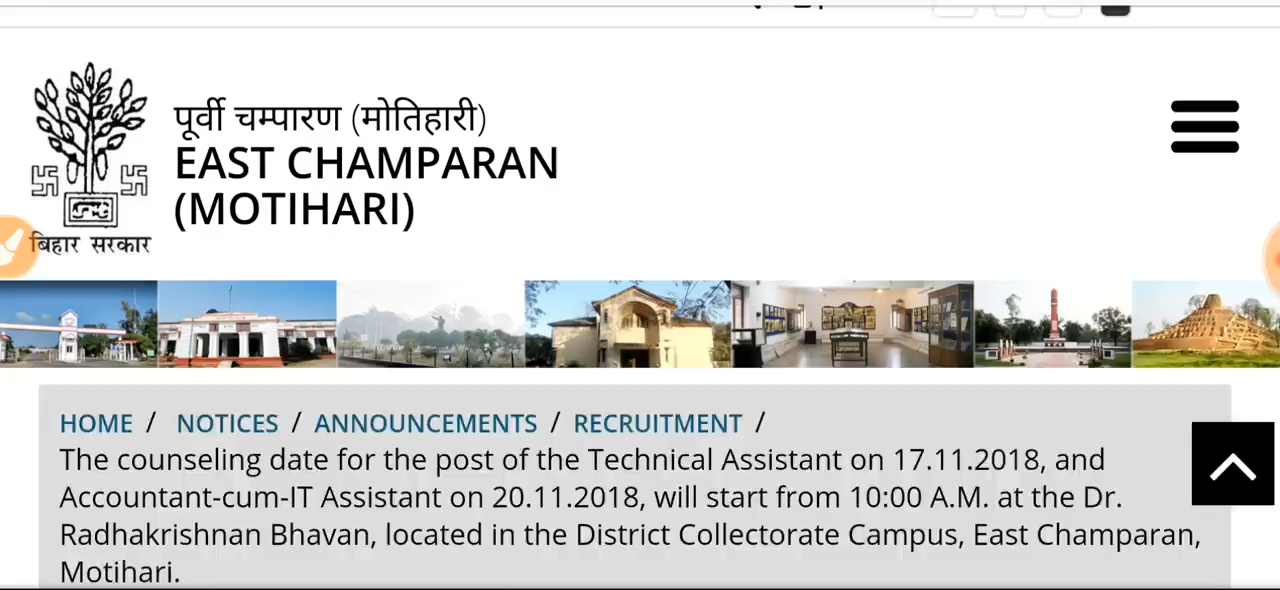 पूर्वी चम्पारण (मोतिहारी)
EAST CHAMPARAN
(MOTIHARI)
बिहार सरकार
HOME / NOTICES / ANNOUNCEMENTS / RECRUITMENT /
The counseling date for the post of the Technical Assistant on 17.11.2018, and
Accountant-cum-IT Assistant on 20.11.2018, will start from 10:00 A.M. at the Dr.
Radhakrishnan Bhavan, located in the District Collectorate Campus, East Champaran,
Motihari.